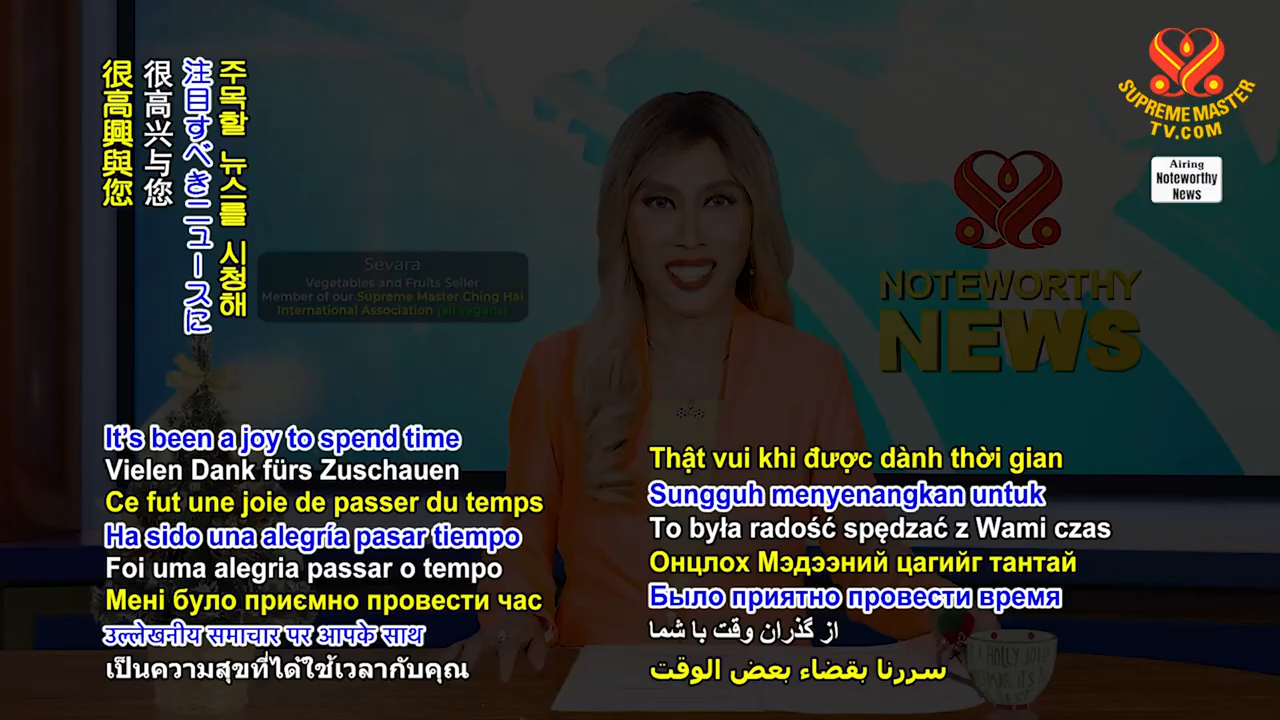 很高興與您
很高兴与您
注目すべきニュースに
주목할 뉴스를 시청해
SUPREME MASTER
TV.COM
Airing
Noteworthy
News
Sevara
Vegetables and Fruits Seller
Member of our Supreme Master Ching Hai
International Association (all vegans)
NOTEWORTHY
NEWS
It's been a joy to spend time
Vielen Dank fürs Zuschauen
Ce fut une joie de passer du temps
Ha sido una alegría pasar tiempo
Foi uma alegria passar o tempo
Мені було приємно провести час
उल्लेखनीय समाचार पर आपके साथ
เป็นความสุขที่ได้ใช้เวลากับคุณ
Thật vui khi được dành thời gian
Sungguh menyenangkan untuk
To była radość spędzać z Wami czas
Онцлох Мэдээний цагийг тантай
Было приятно провести время
از گذران وقت با شما
سررنا بقضاء بعض الوقت
A HOLLY JOLLY